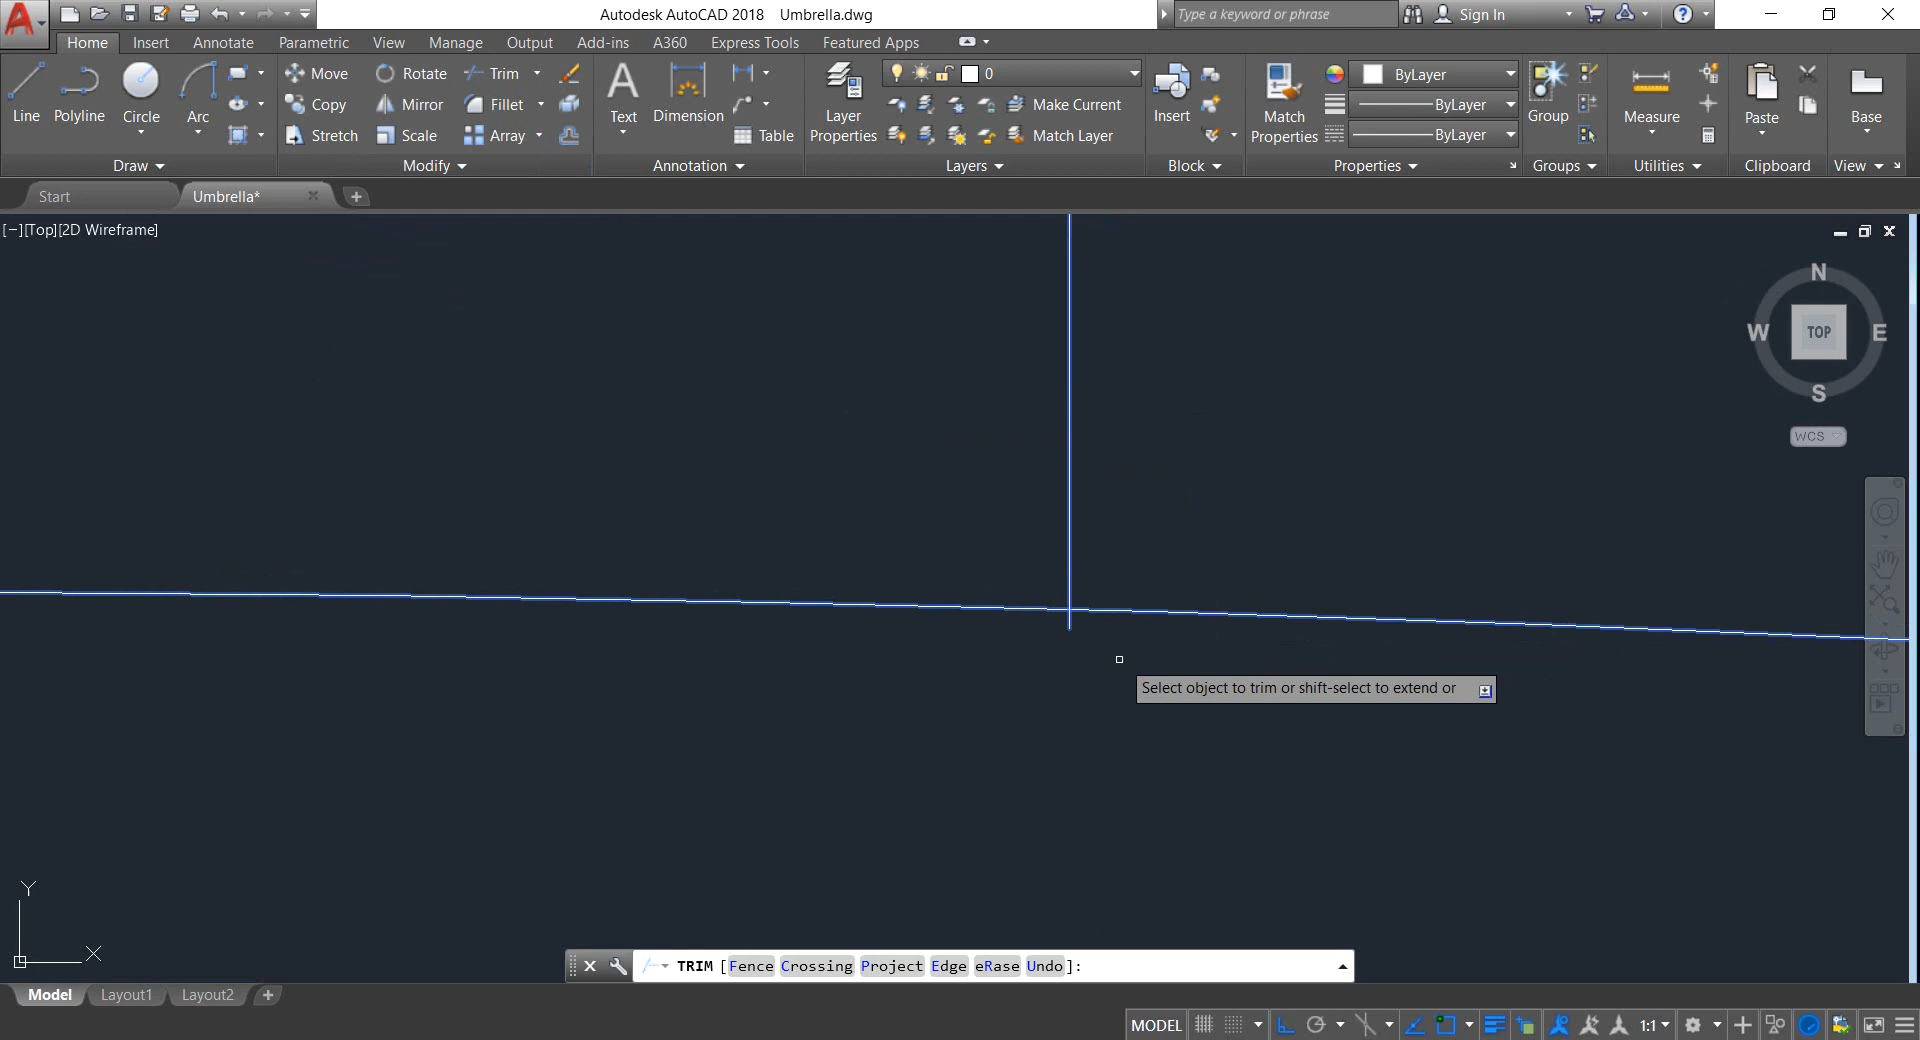 Autodesk AutoCAD 2018 Umbrella.dwg
Type a keyword or phrase
Sign In
Home Insert Annotate Parametric View Manage Output Add-ins A360 Express Tools Featured Apps
Line Polyline Circle Arc
Move Rotate Trim
Copy Mirror Fillet
Stretch Scale Array
Text Dimension
Table
Layer Properties
0
Make Current
Match Layer
Insert
Match Properties
ByLayer
ByLayer
ByLayer
Group
Measure
Paste
Base
Draw Modify Annotation Layers Block Properties Groups Utilities Clipboard View
Start Umbrella*
[−][Top][2D Wireframe]
N
W TOP E
S
WCS
Select object to trim or shift-select to extend or
Y
X
TRIM [Fence Crossing Project Edge eRase Undo]:
Model Layout1 Layout2
MODEL 1:1